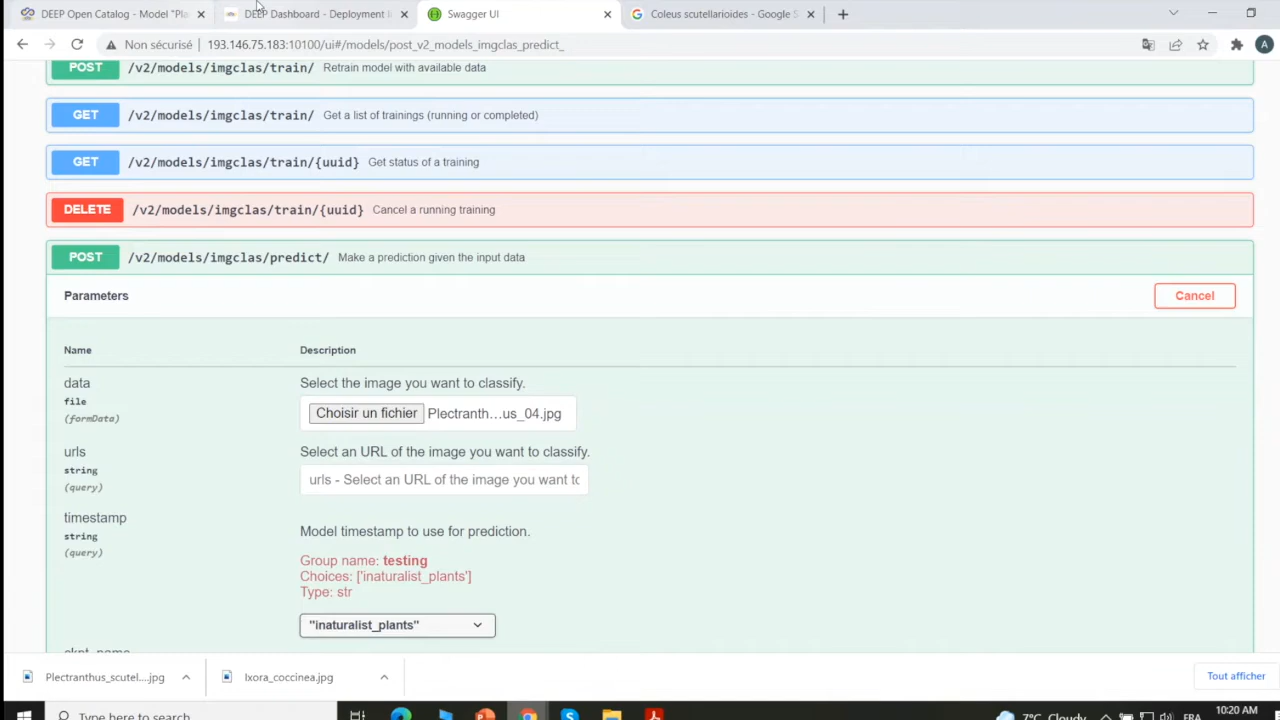 DEEP Open Catalog - Model "Pla
DEEP Dashboard - Deployment I
Swagger UI
Coleus scutellarioides - Google S
Non sécurisé
193.146.75.183:10100/ui#/models/post_v2_models_imgclas_predict_
A
POST /v2/models/imgclas/train/ Retrain model with available data
GET /v2/models/imgclas/train/ Get a list of trainings (running or completed)
GET /v2/models/imgclas/train/{uuid} Get status of a training
DELETE /v2/models/imgclas/train/{uuid} Cancel a running training
POST /v2/models/imgclas/predict/ Make a prediction given the input data
Parameters
Cancel
Name Description
data
file
(formData)
Select the image you want to classify.
Choisir un fichier Plectranth…us_04.jpg
urls
string
(query)
Select an URL of the image you want to classify.
urls - Select an URL of the image you want to
timestamp
string
(query)
Model timestamp to use for prediction.
Group name: testing
Choices: ['inaturalist_plants']
Type: str
"inaturalist_plants"
ckpt_name
Plectranthus_scutel....jpg
Ixora_coccinea.jpg
Tout afficher
Type here to search
7°C Cloudy
FRA
10:20 AM